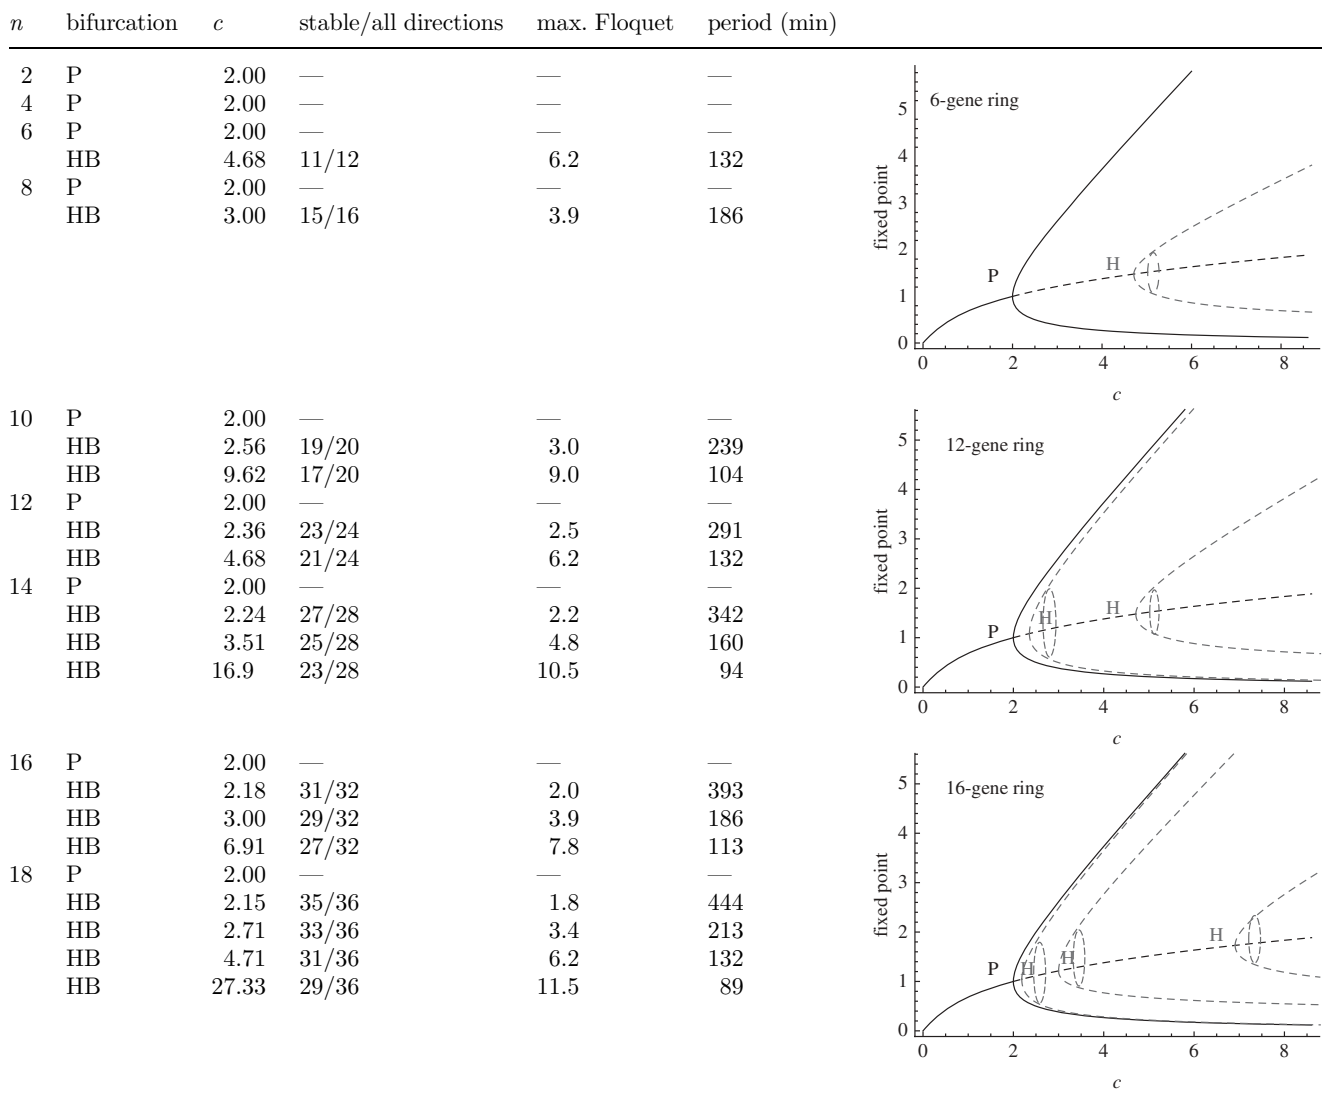 n bifurcation c stable/all directions max. Floquet period (min)
2 P 2.00 — — —
4 P 2.00 — — —
6 P 2.00 — — —
HB 4.68 11/12 6.2 132
8 P 2.00 — — —
HB 3.00 15/16 3.9 186
6-gene ring
fixed point
5
4
3
2
1
0
P
H
0 2 4 6 8
c
10 P 2.00 — — —
HB 2.56 19/20 3.0 239
HB 9.62 17/20 9.0 104
12 P 2.00 — — —
HB 2.36 23/24 2.5 291
HB 4.68 21/24 6.2 132
14 P 2.00 — — —
HB 2.24 27/28 2.2 342
HB 3.51 25/28 4.8 160
HB 16.9 23/28 10.5 94
12-gene ring
fixed point
5
4
3
2
1
0
P
H
H
0 2 4 6 8
c
16 P 2.00 — — —
HB 2.18 31/32 2.0 393
HB 3.00 29/32 3.9 186
HB 6.91 27/32 7.8 113
18 P 2.00 — — —
HB 2.15 35/36 1.8 444
HB 2.71 33/36 3.4 213
HB 4.71 31/36 6.2 132
HB 27.33 29/36 11.5 89
16-gene ring
fixed point
5
4
3
2
1
0
P
H
H
H
0 2 4 6 8
c